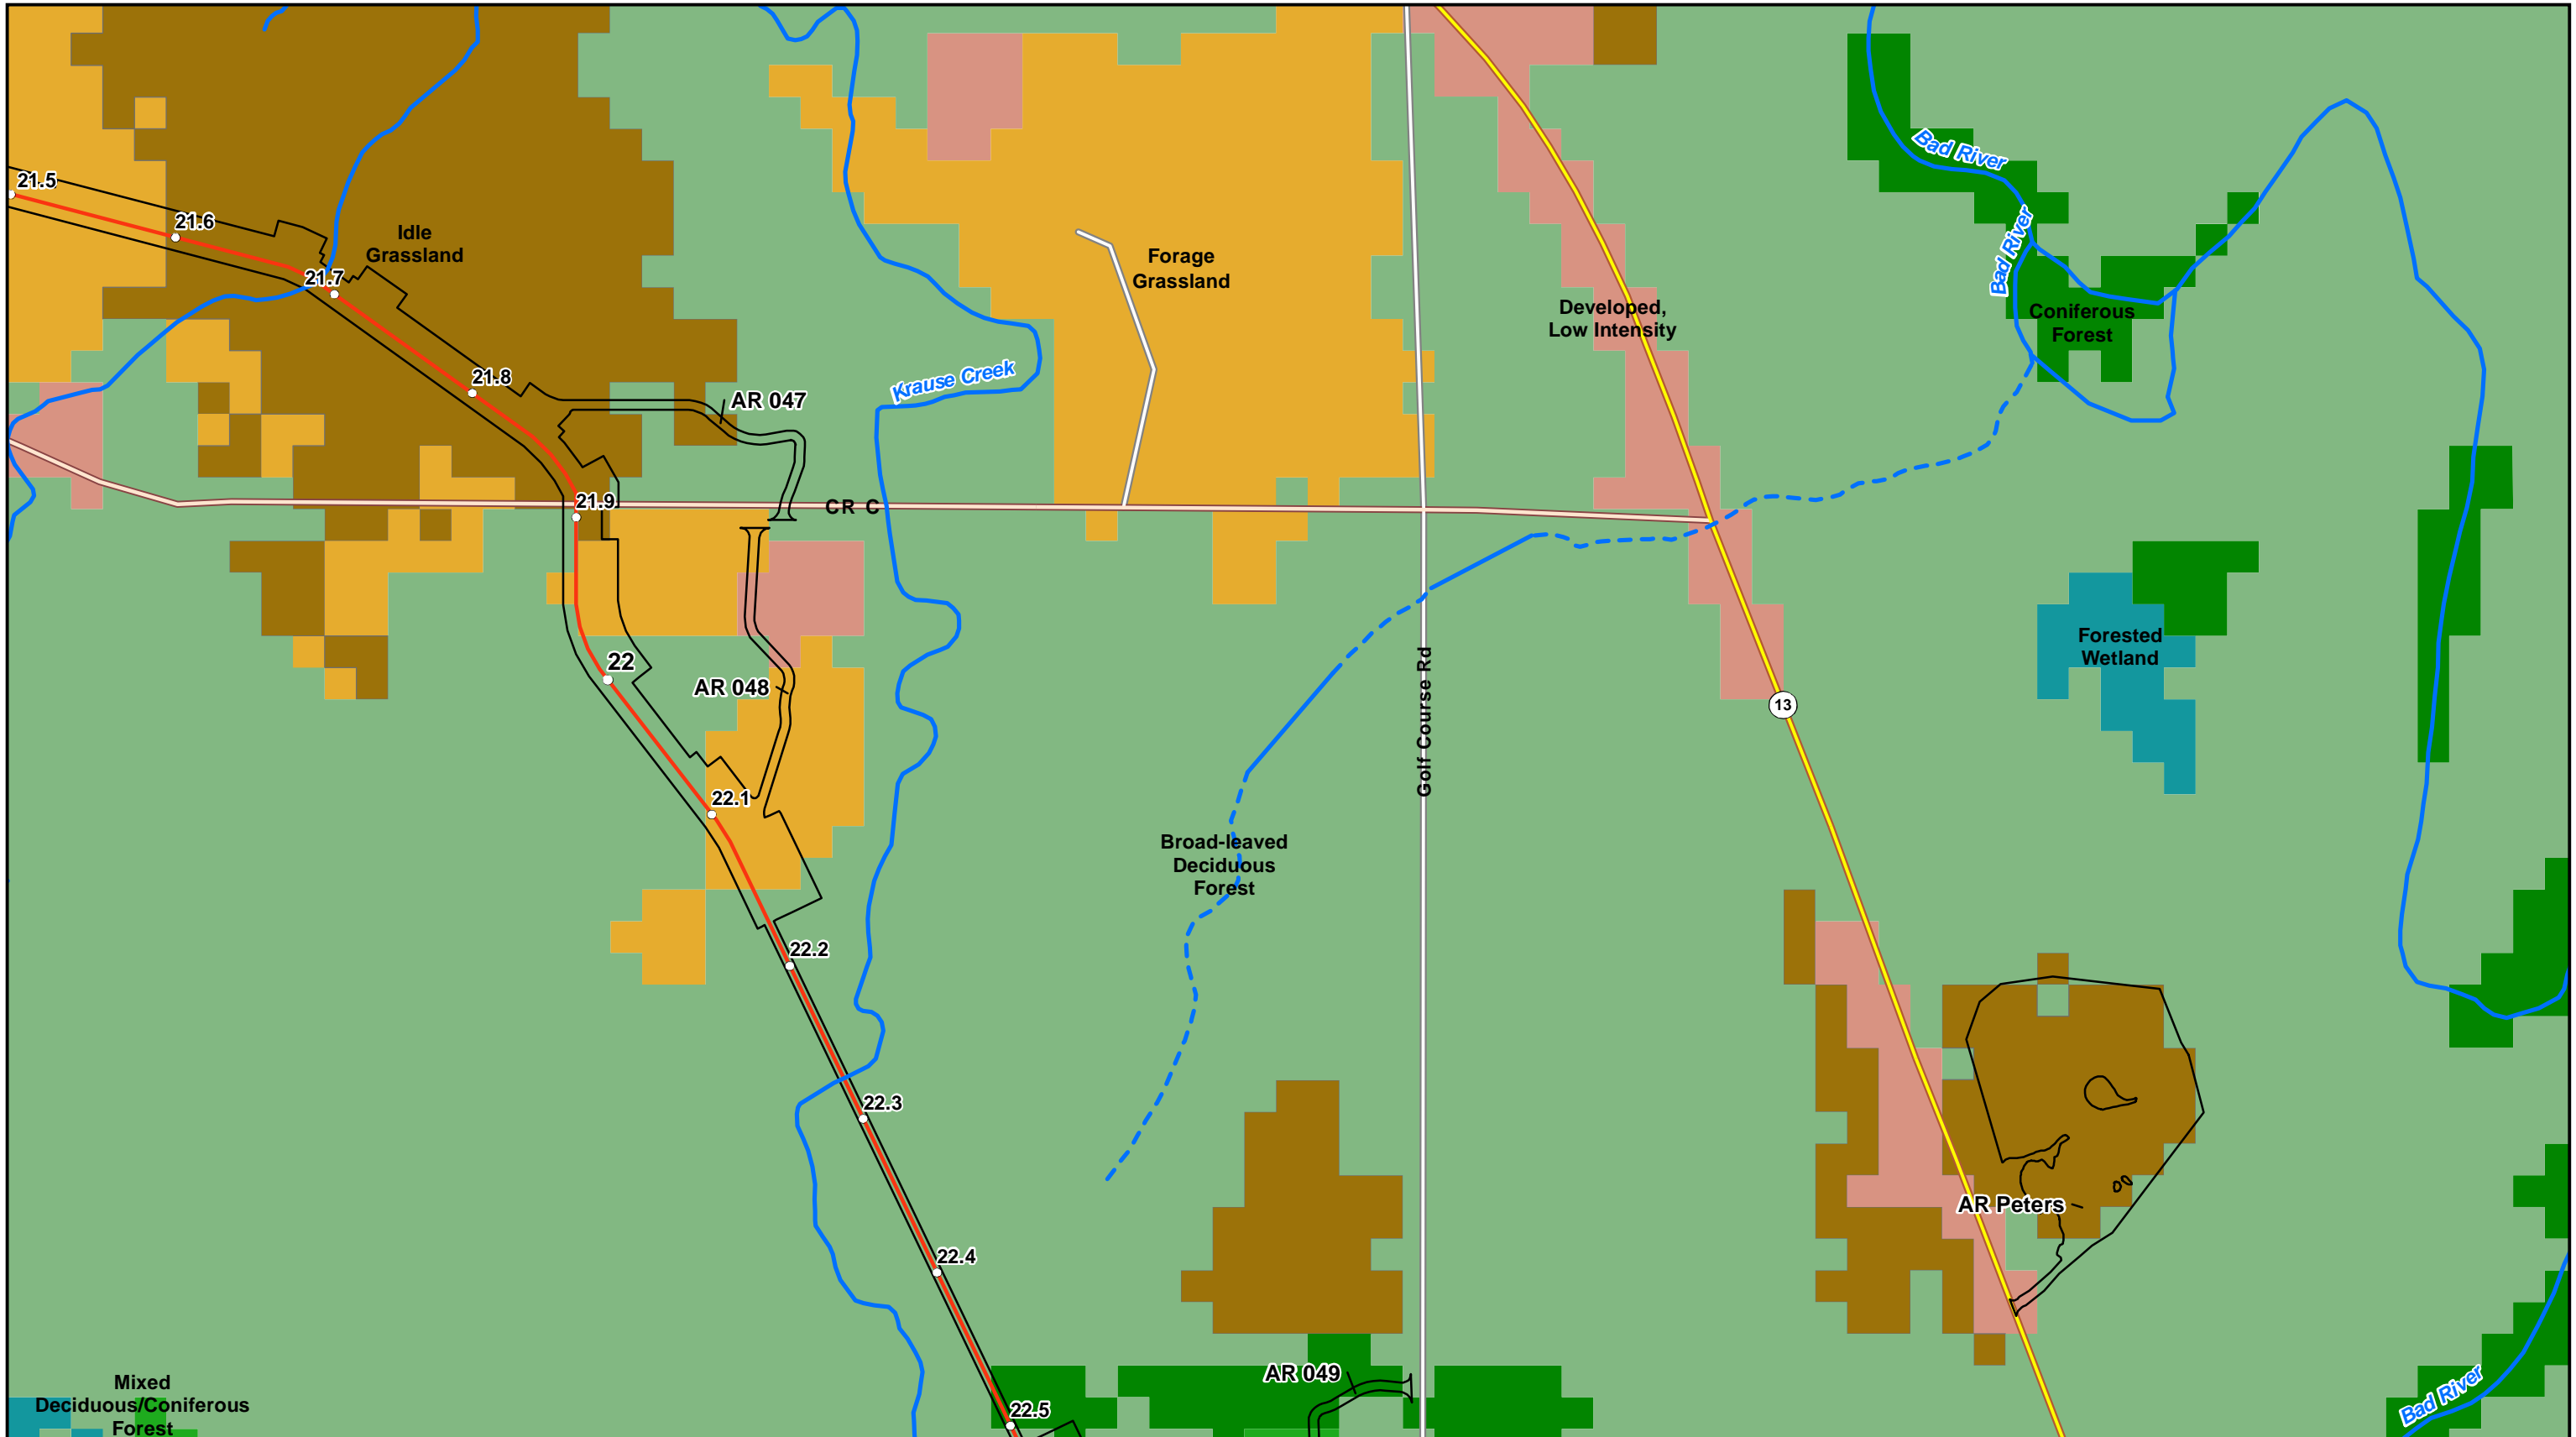 Bad River
21.5
21.6
Idle
Grassland
21.7
Forage
Grassland
Bad River
Developed,
Low Intensity
Coniferous
Forest
21.8
Krause Creek
AR 047
21.9
CR C
Forested
Wetland
22
AR 048
Golf Course Rd
13
22.1
Broad-leaved
Deciduous
Forest
22.2
22.3
AR Peters
22.4
AR 049
Mixed
Deciduous/Coniferous
Forest
22.5
Bad River